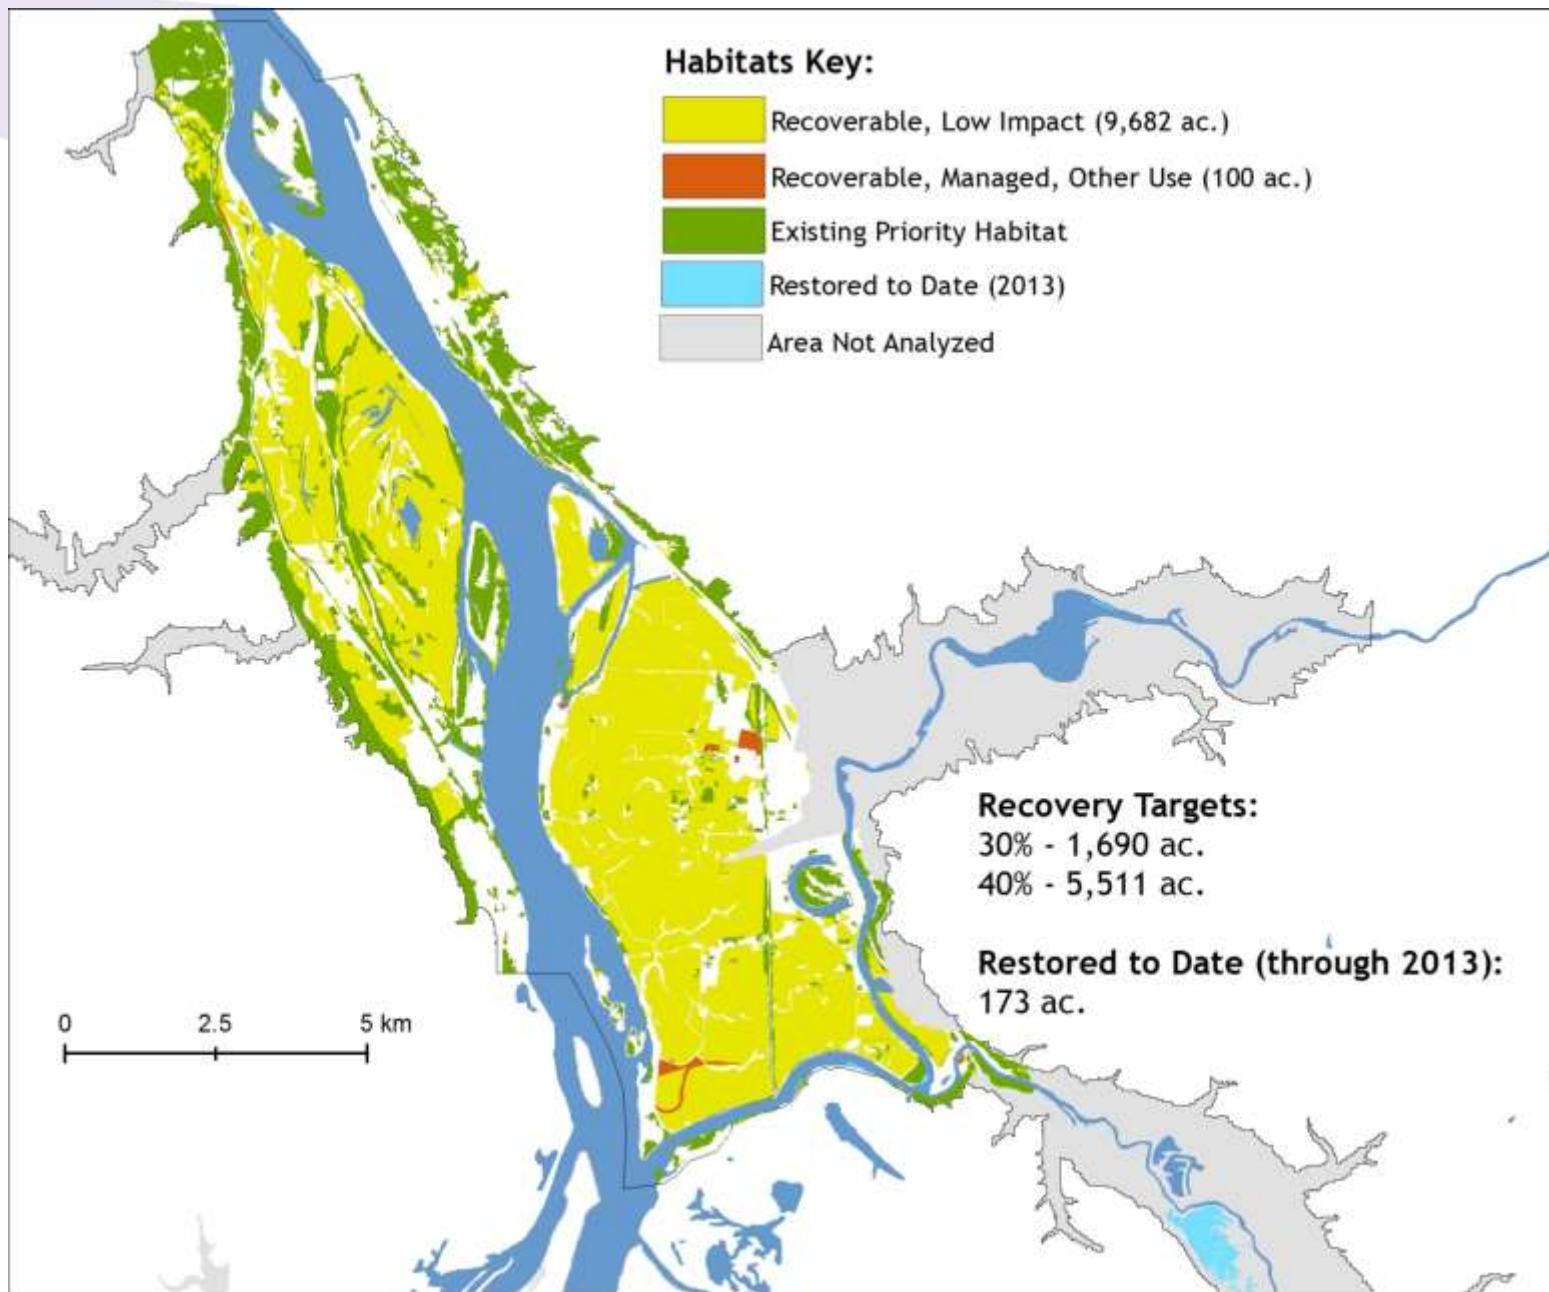 Habitats Key:
Recoverable, Low Impact (9,682 ac.)
Recoverable, Managed, Other Use (100 ac.)
Existing Priority Habitat
Restored to Date (2013)
Area Not Analyzed
Recovery Targets:
30% - 1,690 ac.
40% - 5,511 ac.
Restored to Date (through 2013):
173 ac.
0 2.5 5 km